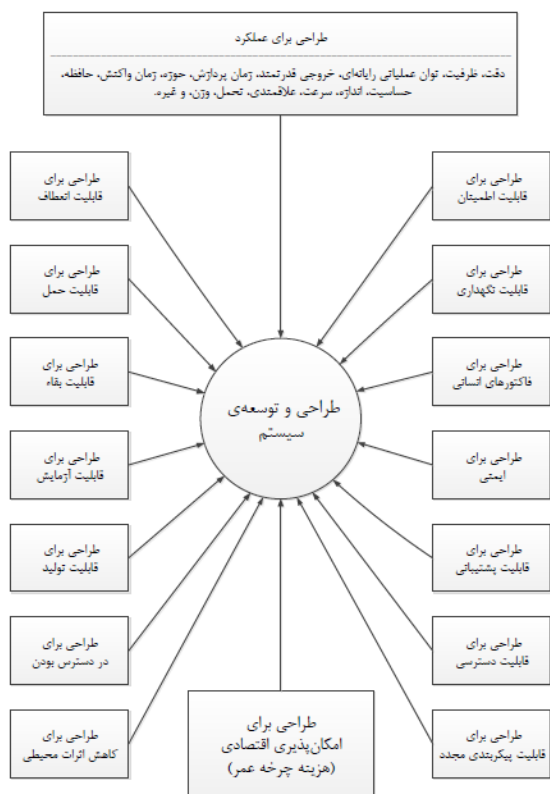 طراحی برای عملکرد
دقت، ظرفیت، توان عملیاتی رایانه‌ای، خروجی قدرتمند، زمان پردازش، حوزه، زمان واکنش، حافظه،
حساسیت، اندازه، سرعت، علاقمندی، تحمل، وزن، و غیره.
طراحی برای
قابلیت اطمینان
طراحی برای
قابلیت انعطاف
طراحی برای
قابلیت نگهداری
طراحی برای
قابلیت حمل
طراحی برای
فاکتورهای انسانی
طراحی برای
قابلیت بقاء
طراحی و توسعه‌ی
سیستم
طراحی برای
ایمنی
طراحی برای
قابلیت آزمایش
طراحی برای
قابلیت پشتیبانی
طراحی برای
قابلیت تولید
طراحی برای
قابلیت دسترسی
طراحی برای
در دسترس بودن
طراحی برای
قابلیت پیکربندی مجدد
طراحی برای
امکان‌پذیری اقتصادی
(هزینه چرخه عمر)
طراحی برای
کاهش اثرات محیطی